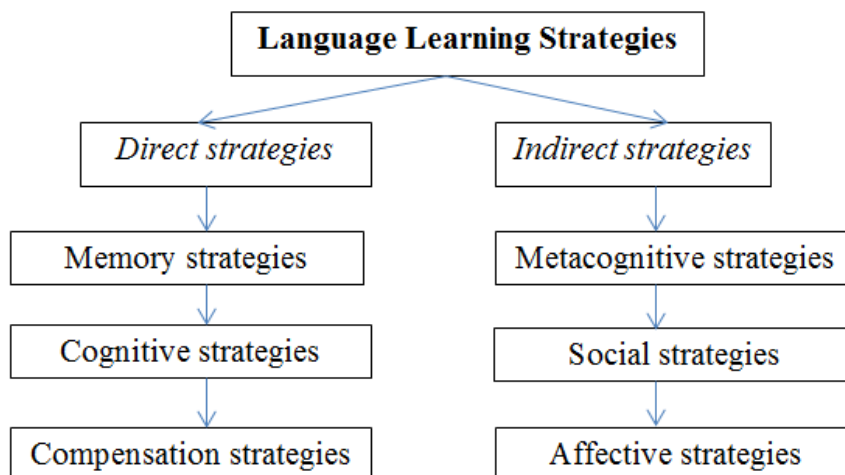 Language Learning Strategies
Direct strategies
Indirect strategies
Memory strategies
Metacognitive strategies
Cognitive strategies
Social strategies
Compensation strategies
Affective strategies